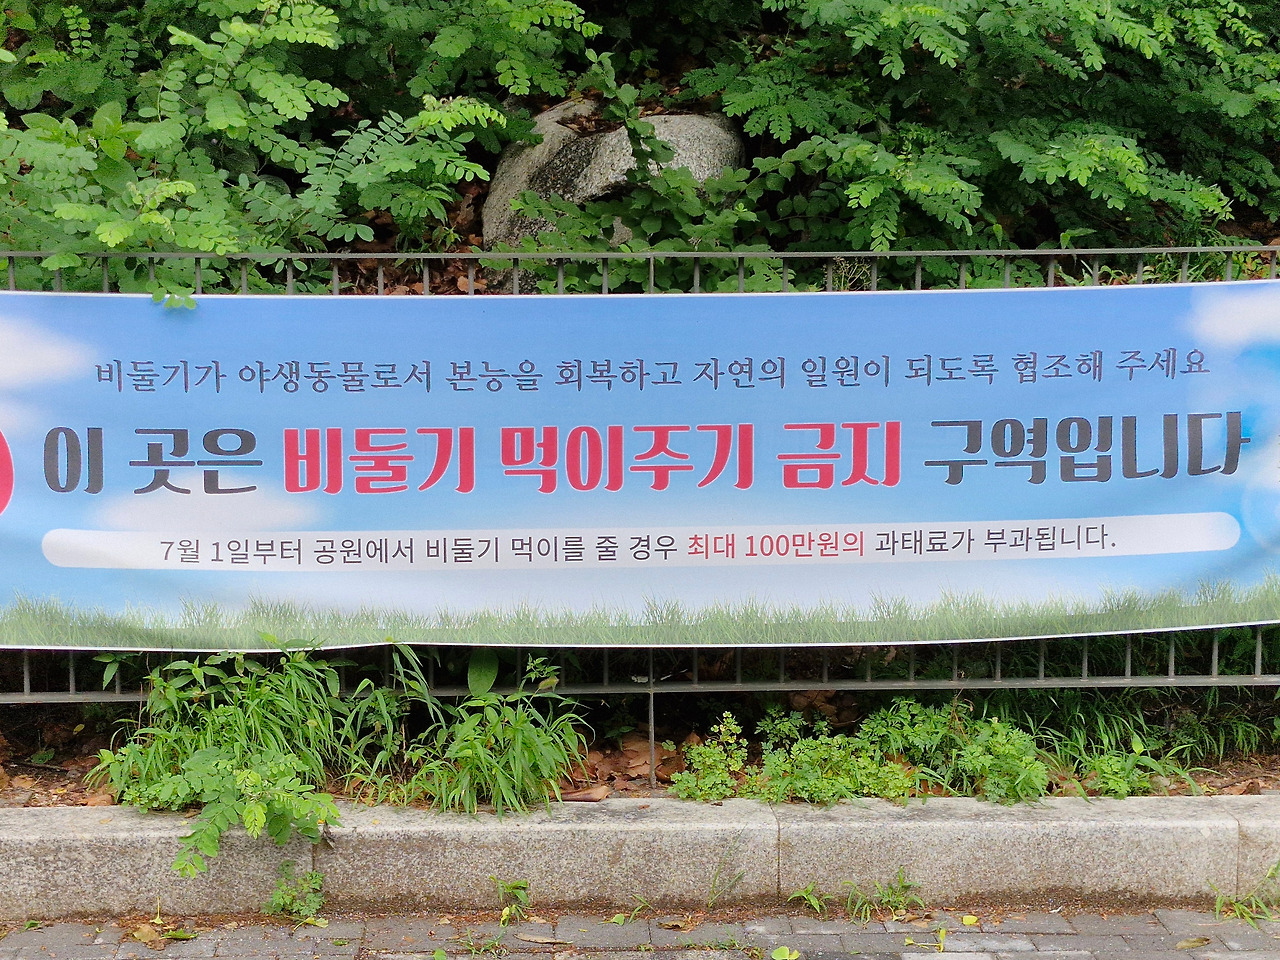 비둘기가 야생동물로서 본능을 회복하고 자연의 일원이 되도록 협조해 주세요
이 곳은 비둘기 먹이주기 금지 구역입니다
7월 1일부터 공원에서 비둘기 먹이를 줄 경우 최대 100만원의 과태료가 부과됩니다.